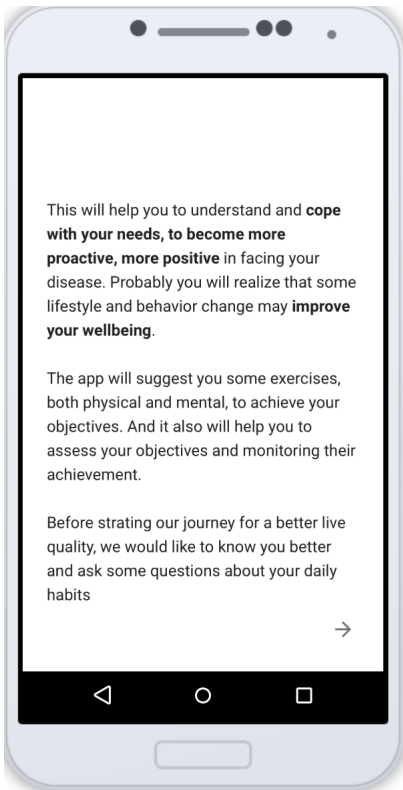 This will help you to understand and cope
with your needs, to become more
proactive, more positive in facing your
disease. Probably you will realize that some
lifestyle and behavior change may improve
your wellbeing.
The app will suggest you some exercises,
both physical and mental, to achieve your
objectives. And it also will help you to
assess your objectives and monitoring their
achievement.
Before strating our journey for a better live
quality, we would like to know you better
and ask some questions about your daily
habits